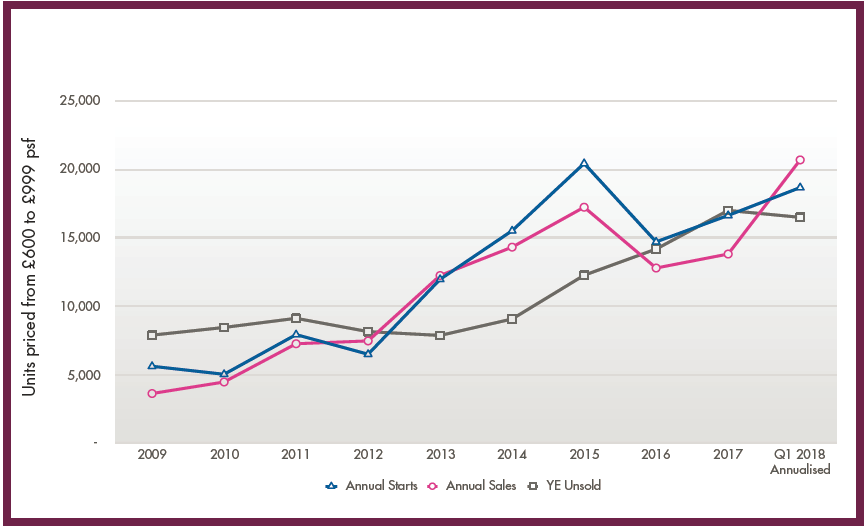 25,000
20,000
15,000
10,000
5,000
-
Units priced from £600 to £999 psf
2009 2010 2011 2012 2013 2014 2015 2016 2017 Q1 2018
Annualised
Annual Starts Annual Sales YE Unsold